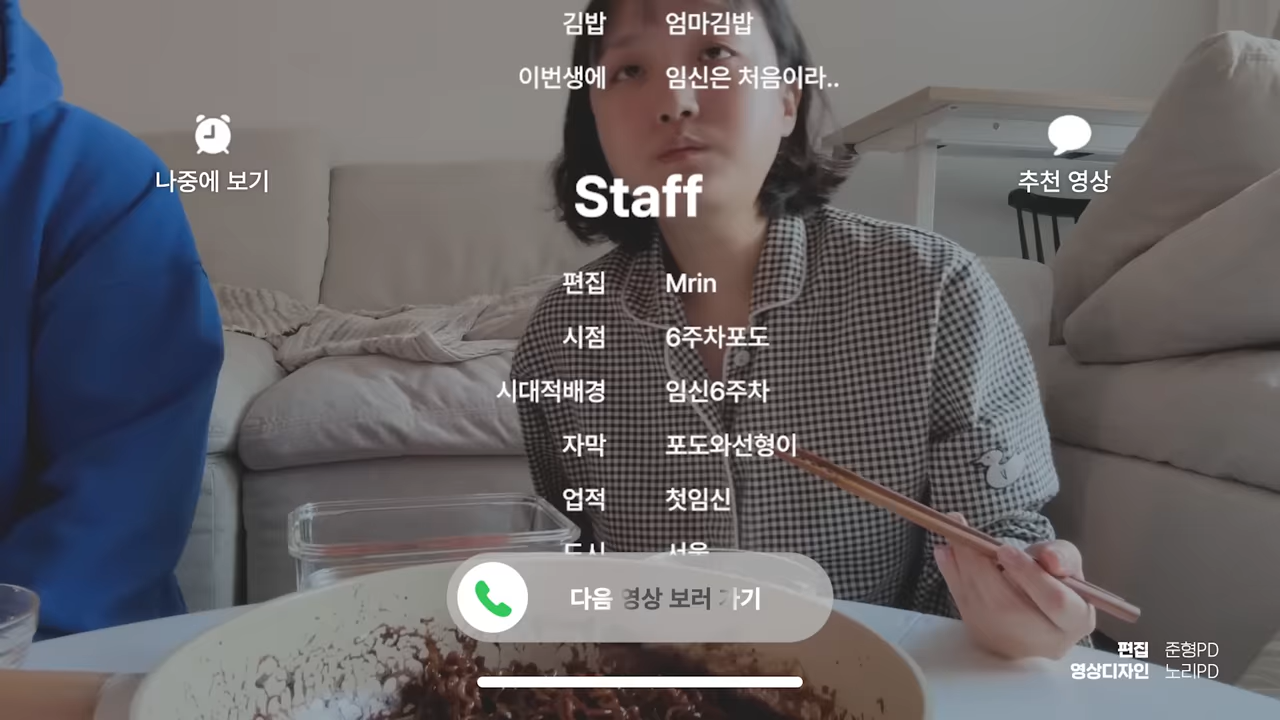 김밥 엄마김밥
이번생에 임신은 처음이라..
나중에 보기
추천 영상
Staff
편집 Mrin
시점 6주차포도
시대적배경 임신6주차
자막 포도와선형이
업적 첫임신
도시 서울
다음 영상 보러 가기
편집 준형PD
영상디자인 노리PD